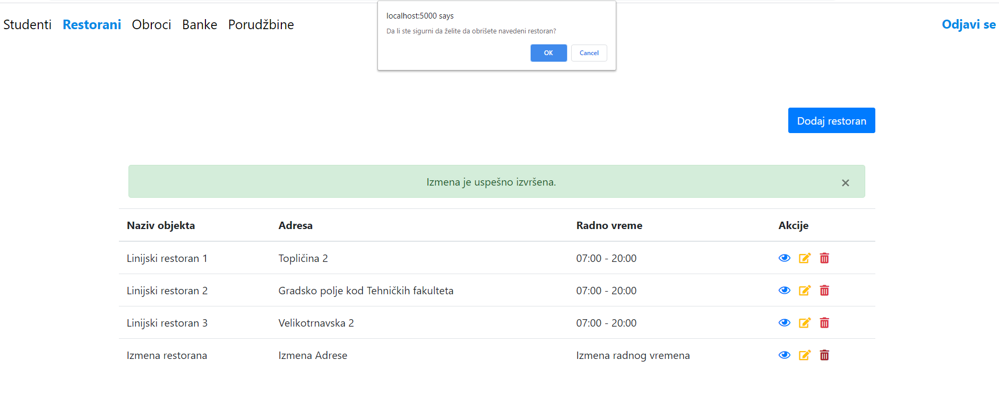 localhost:5000 says
Da li ste sigurni da želite da obrišete navedeni restoran?
OK Cancel
Studenti Restorani Obroci Banke Porudžbine Odjavi se
Dodaj restoran
Izmena je uspešno izvršena. ×
Naziv objekta Adresa Radno vreme Akcije
Linijski restoran 1 Topličina 2 07:00 - 20:00
Linijski restoran 2 Gradsko polje kod Tehničkih fakulteta 07:00 - 20:00
Linijski restoran 3 Velikotrnavska 2 07:00 - 20:00
Izmena restorana Izmena Adrese Izmena radnog vremena